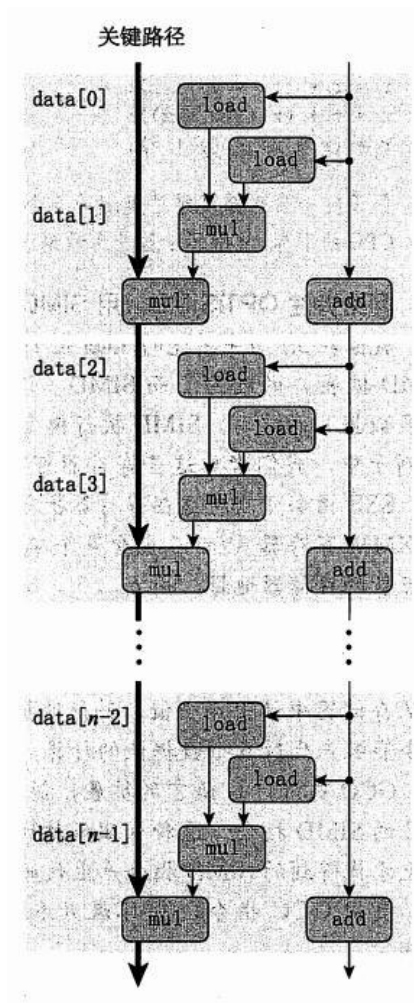 关键路径
data[0]
load
load
data[1]
mul
mul
add
data[2]
load
load
data[3]
mul
mul
add
data[n-2]
load
load
data[n-1]
mul
mul
add